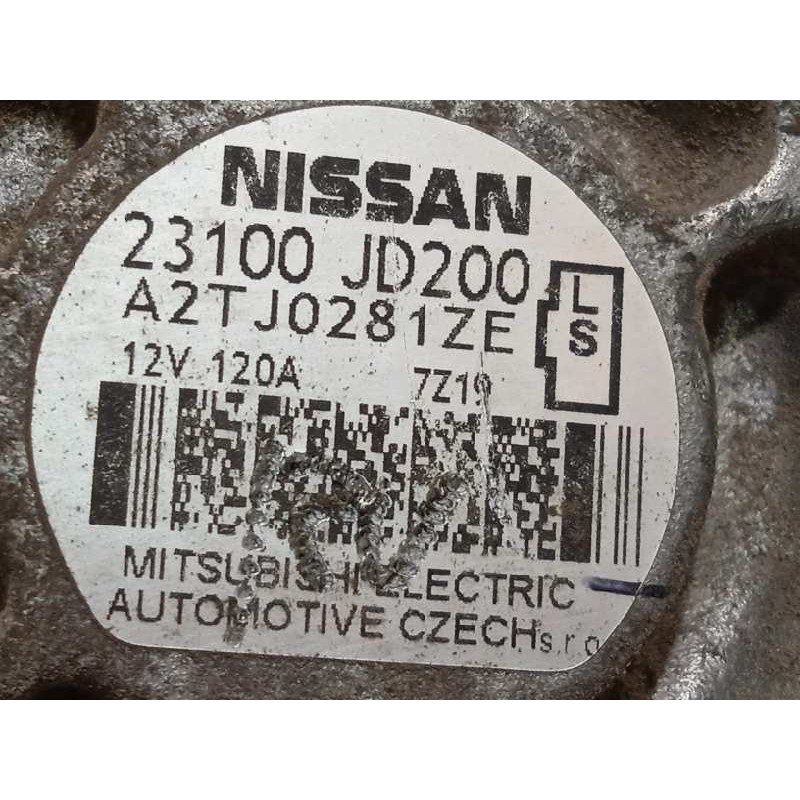 NISSAN
23100 JD200
A2TJ0281ZE
L
S
12V 120A 7Z19
MITSUBISHI ELECTRIC
AUTOMOTIVE CZECH s.r.o